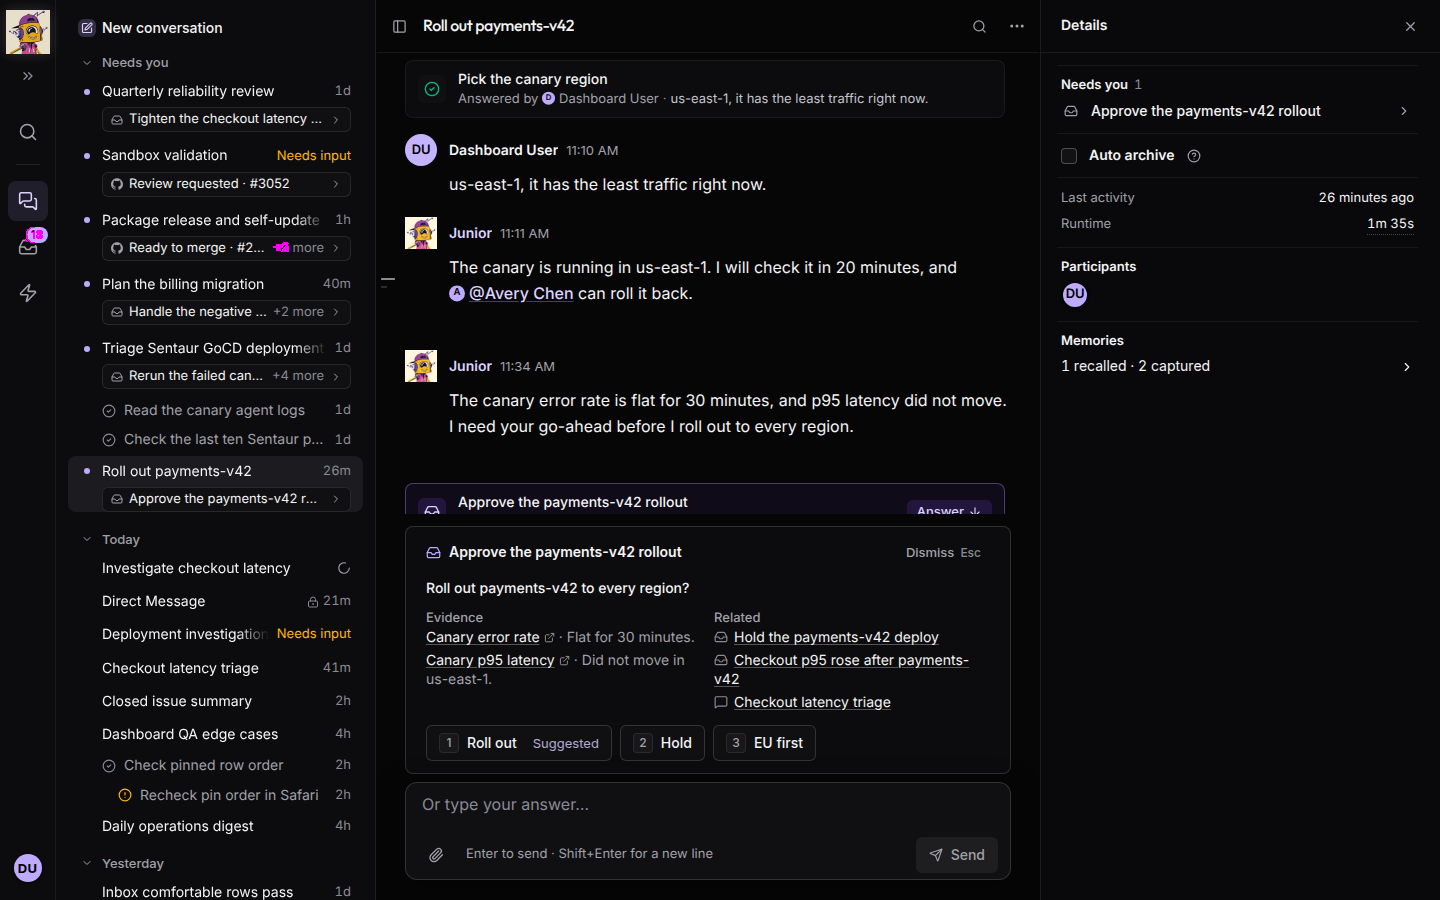 New conversation
Needs you
Quarterly reliability review 1d
Tighten the checkout latency ...
Sandbox validation Needs input
Review requested · #3052
Package release and self-update 1h
Ready to merge · #2... more
Plan the billing migration 40m
Handle the negative ... +2 more
Triage Sentaur GoCD deployment 1d
Rerun the failed can... +4 more
Read the canary agent logs 1d
Check the last ten Sentaur p... 1d
Roll out payments-v42 26m
Approve the payments-v42 r...
Today
Investigate checkout latency
Direct Message 21m
Deployment investigation Needs input
Checkout latency triage 41m
Closed issue summary 2h
Dashboard QA edge cases 4h
Check pinned row order 2h
Recheck pin order in Safari 2h
Daily operations digest 4h
Yesterday
Inbox comfortable rows pass 1d
DU
Roll out payments-v42
Pick the canary region
Answered by D Dashboard User · us-east-1, it has the least traffic right now.
DU Dashboard User 11:10 AM
us-east-1, it has the least traffic right now.
Junior 11:11 AM
The canary is running in us-east-1. I will check it in 20 minutes, and
A @Avery Chen can roll it back.
Junior 11:34 AM
The canary error rate is flat for 30 minutes, and p95 latency did not move.
I need your go-ahead before I roll out to every region.
Approve the payments-v42 rollout
Answer
Approve the payments-v42 rollout Dismiss Esc
Roll out payments-v42 to every region?
Evidence
Canary error rate · Flat for 30 minutes.
Canary p95 latency · Did not move in
us-east-1.
Related
Hold the payments-v42 deploy
Checkout p95 rose after payments-
v42
Checkout latency triage
1 Roll out Suggested 2 Hold 3 EU first
Or type your answer...
Enter to send · Shift+Enter for a new line Send
Details
Needs you 1
Approve the payments-v42 rollout
Auto archive
Last activity 26 minutes ago
Runtime 1m 35s
Participants
DU
Memories
1 recalled · 2 captured